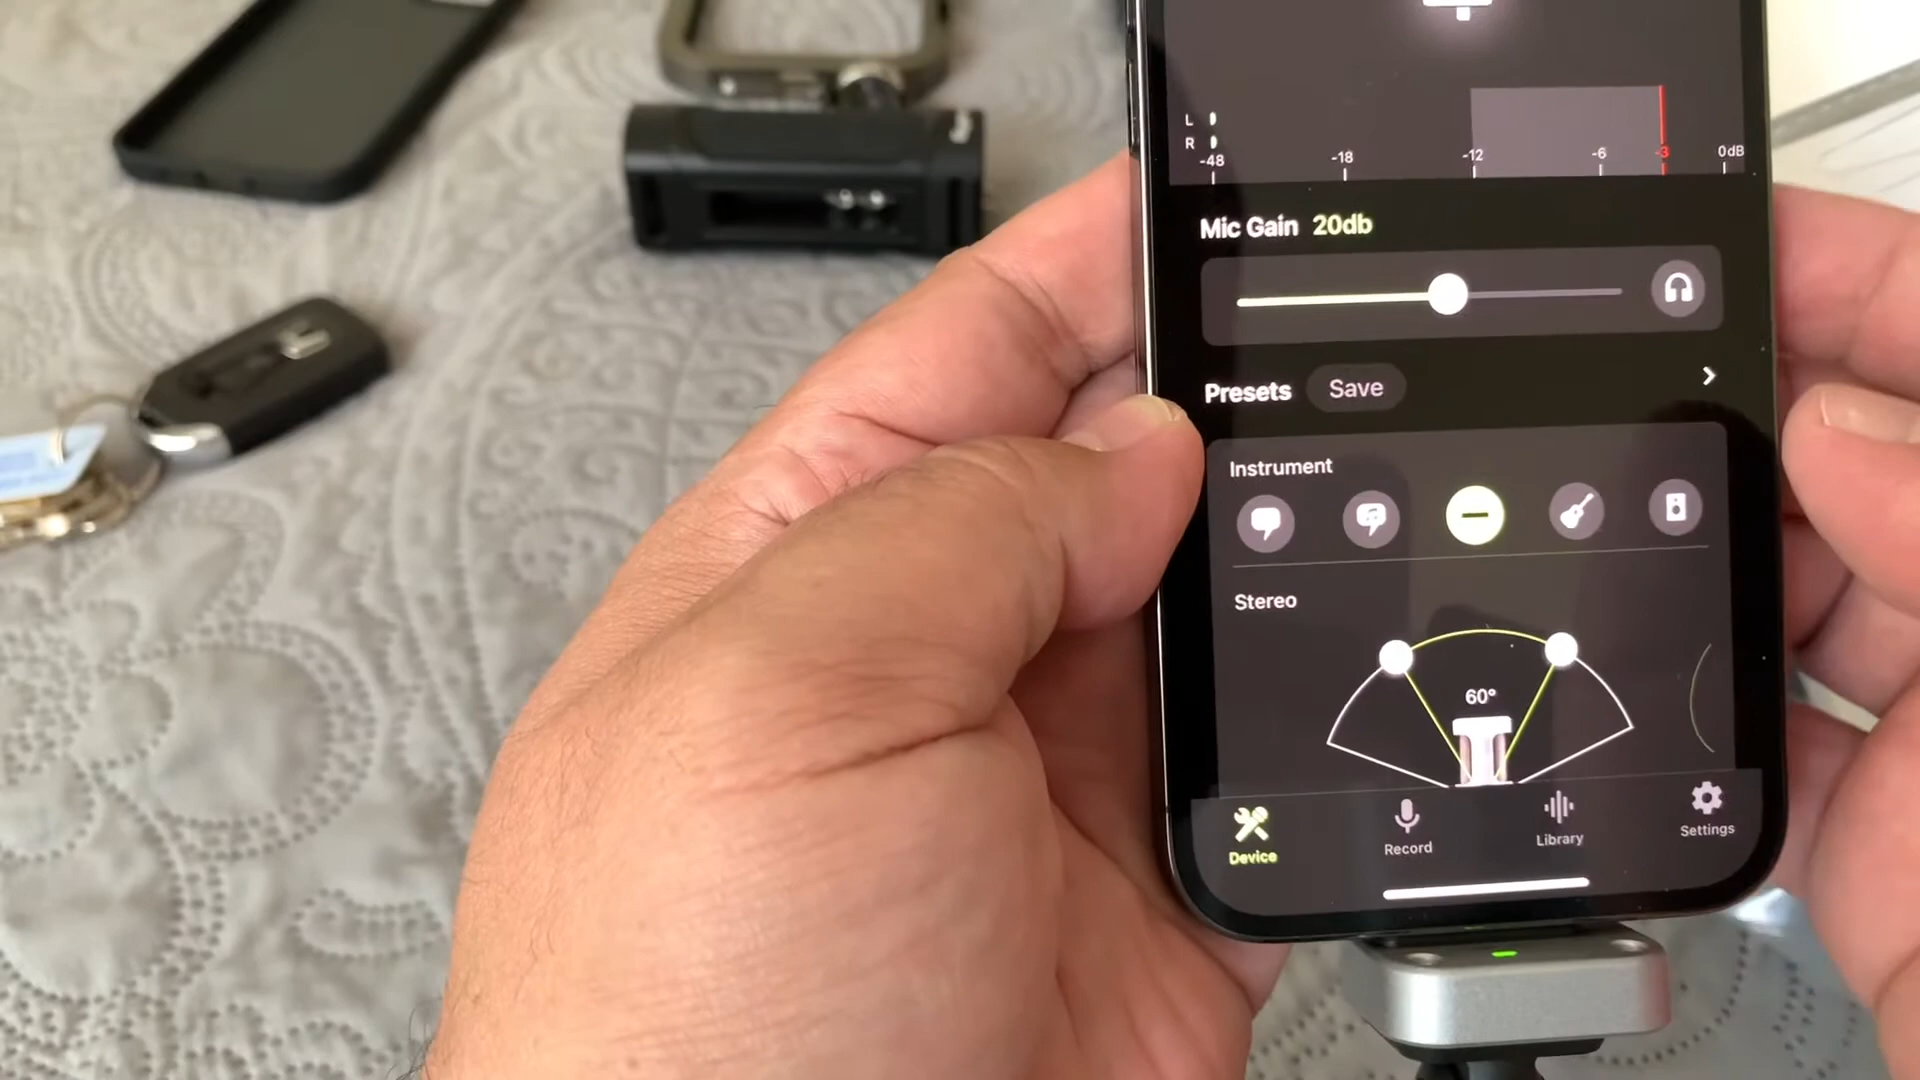 L
R
-48 -18 -12 -6 -3 0dB
Mic Gain 20db
Presets Save
Instrument
Stereo
60°
Device Record Library Settings